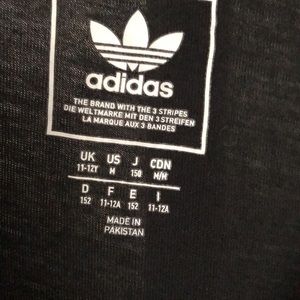 adidas
THE BRAND WITH THE 3 STRIPES
DIE WELTMARKE MIT DEN 3 STREIFEN
LA MARQUE AUX 3 BANDES
UK US J CDN
11-12Y M 150 M/M
D F E I
152 11-12A 152 11-12A
MADE IN
PAKISTAN